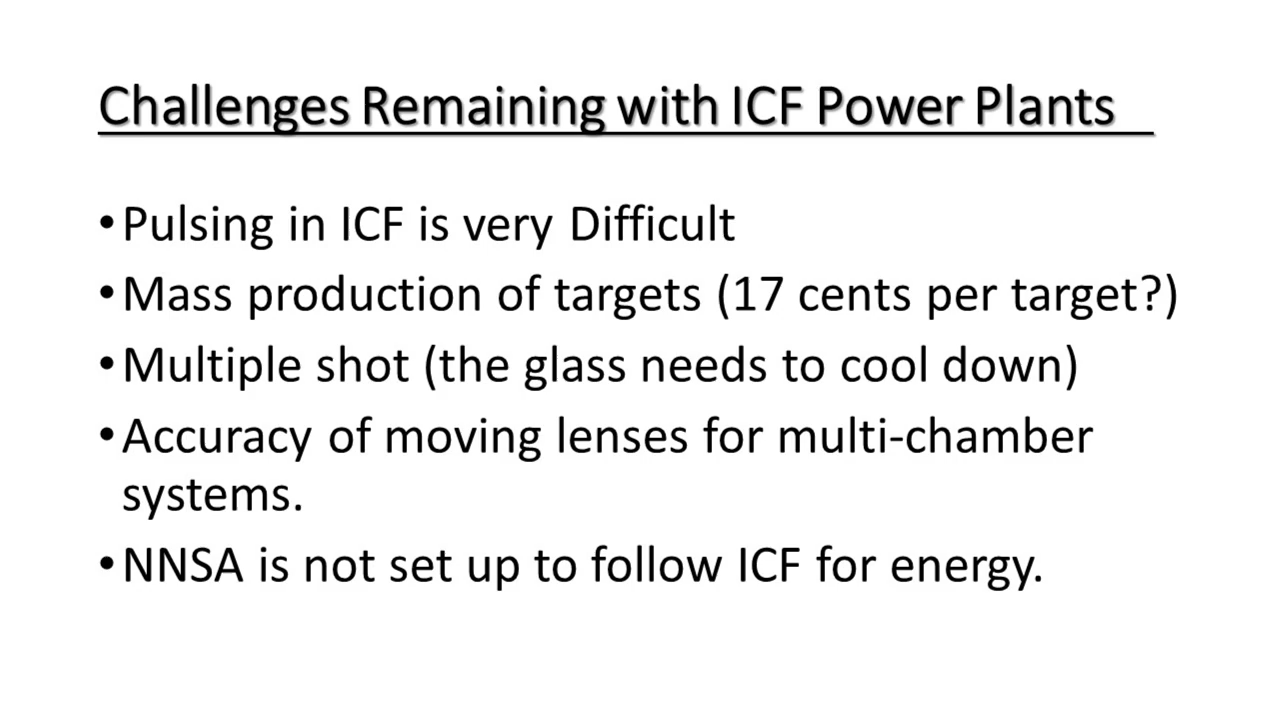 Challenges Remaining with ICF Power Plants
•Pulsing in ICF is very Difficult
•Mass production of targets (17 cents per target?)
•Multiple shot (the glass needs to cool down)
•Accuracy of moving lenses for multi-chamber
systems.
•NNSA is not set up to follow ICF for energy.